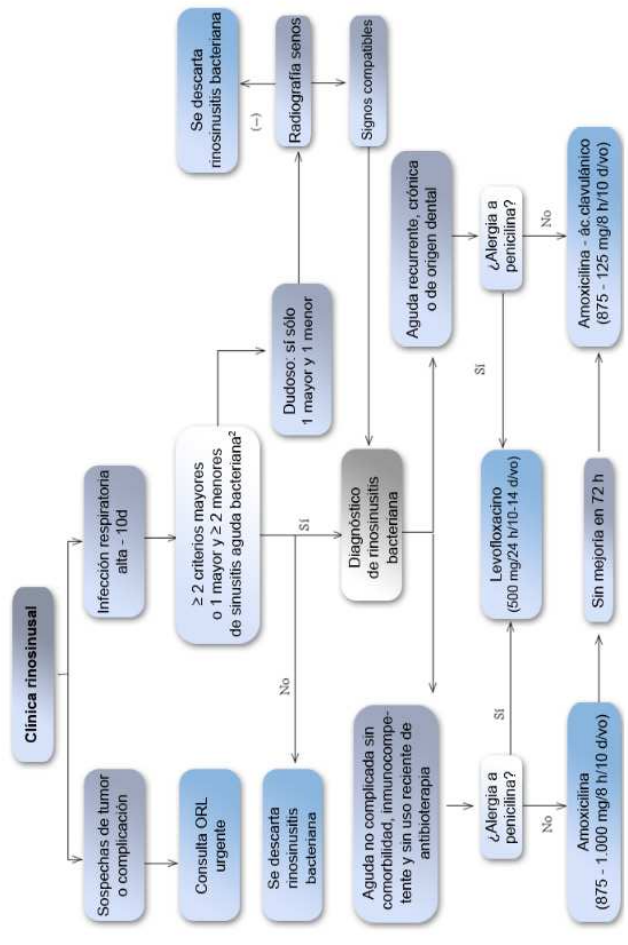 Clínica rinosinusal
Sospechas de tumor
o complicación
Infección respiratoria
alta - 10d
Consulta ORL
urgente
≥ 2 criterios mayores
o 1 mayor y ≥ 2 menores
de sinusitis aguda bacteriana²
Dudoso: sí sólo
1 mayor y 1 menor
Radiografía senos
(−)
Se descarta
rinosinusitis bacteriana
Signos compatibles
No
Sí
Se descarta
rinosinusitis
bacteriana
Diagnóstico
de rinosinusitis
bacteriana
Aguda no complicada sin
comorbilidad, inmunocompe-
tente y sin uso reciente de
antibioterapia
Aguda recurrente, crónica
o de origen dental
¿Alergia a
penicilina?
Sí
Levofloxacino
(500 mg/24 h/10-14 d/vo)
Sí
¿Alergia a
penicilina?
No
No
Amoxicilina
(875 - 1.000 mg/8 h/10 d/vo)
Sin mejoría en 72 h
Amoxicilina - ác.clavulánico
(875 - 125 mg/8 h/10 d/vo)